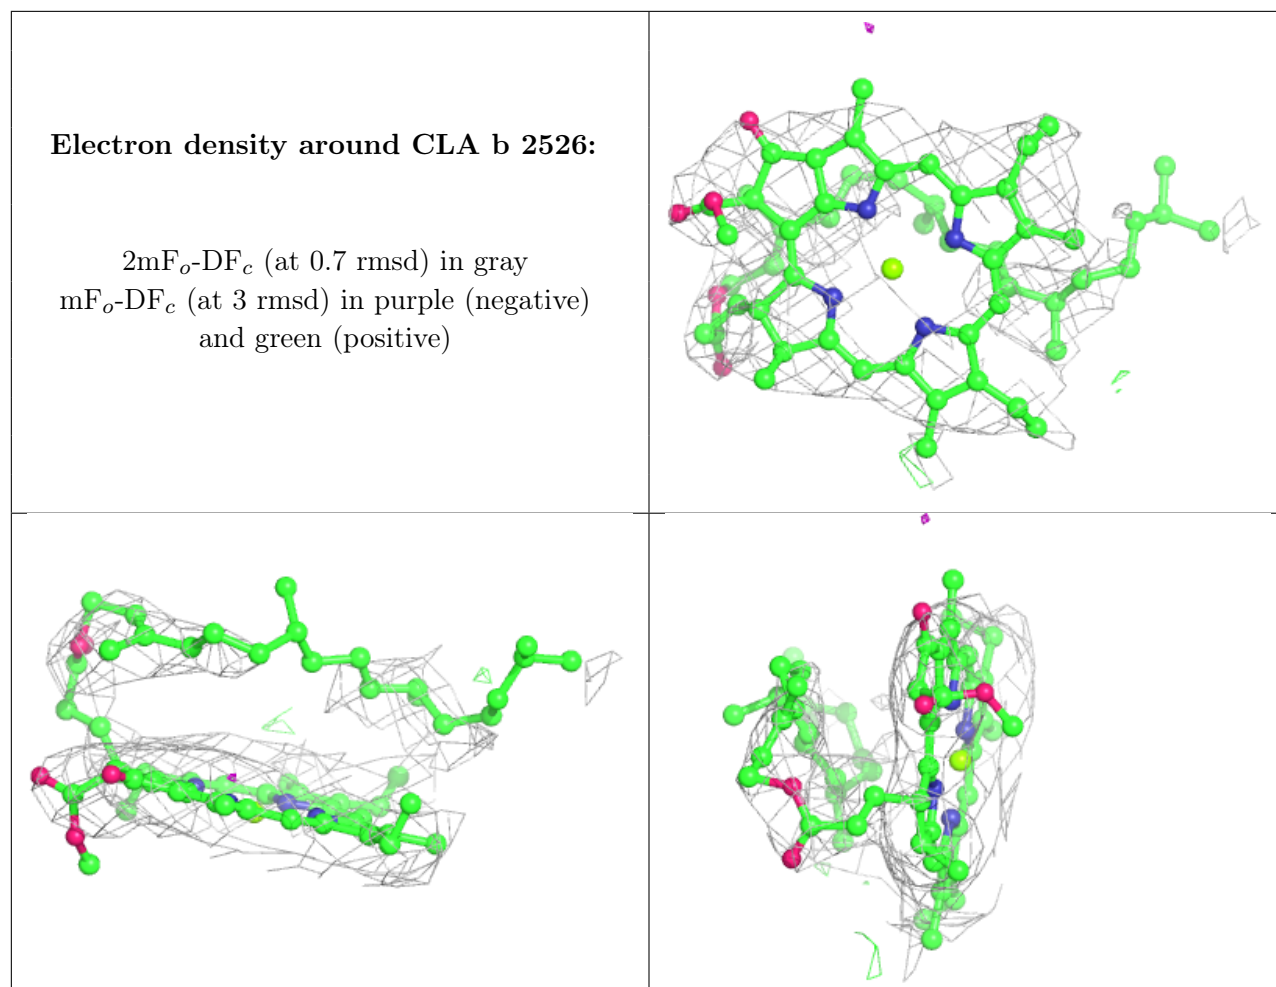 Electron density around CLA b 2526:
2mFo-DFc (at 0.7 rmsd) in gray
mFo-DFc (at 3 rmsd) in purple (negative)
and green (positive)